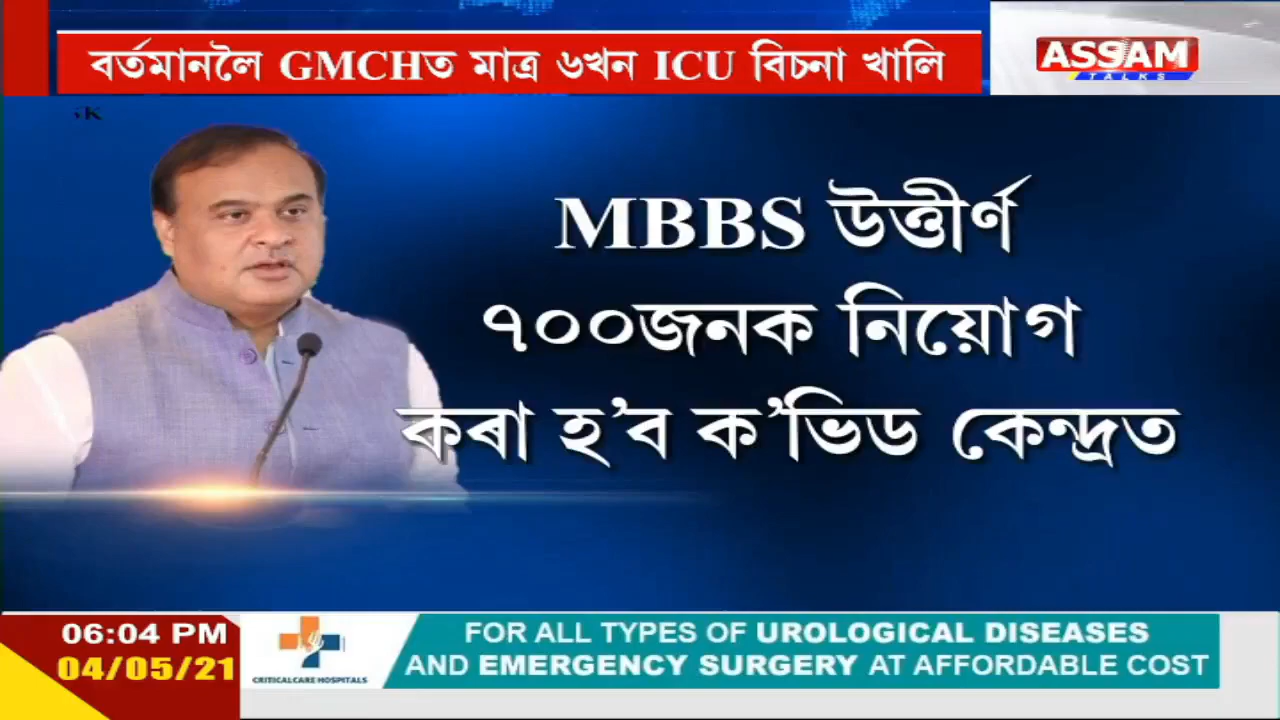 বৰ্তমানলৈ GMCHত মাত্ৰ ৬খন ICU বিচনা খালি
ASSAM
TALKS
MBBS উত্তীৰ্ণ
৭০০জনক নিয়োগ
কৰা হ'ব ক'ভিড কেন্দ্ৰত
06:04 PM
04/05/21
CRITICALCARE HOSPITALS
FOR ALL TYPES OF UROLOGICAL DISEASES
AND EMERGENCY SURGERY AT AFFORDABLE COST